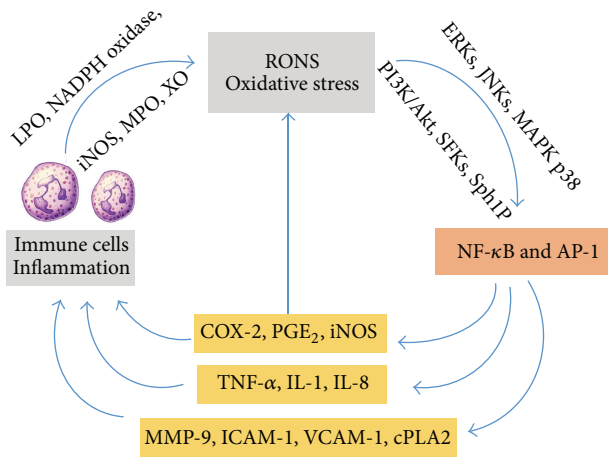 LPO, NADPH oxidase,
iNOS, MPO, XO
RONS
Oxidative stress
ERKs, JNKs, MAPK p38
PI3K/Akt, SFKs, Sph1P
Immune cells
Inflammation
NF-κB and AP-1
COX-2, PGE₂, iNOS
TNF-α, IL-1, IL-8
MMP-9, ICAM-1, VCAM-1, cPLA2